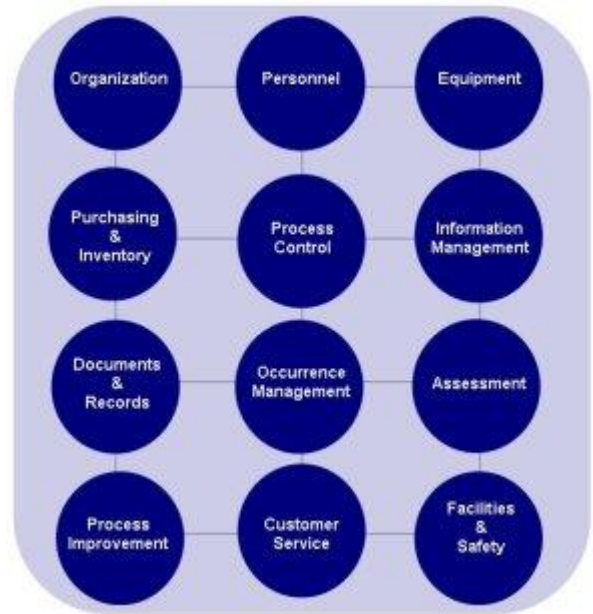 Organization
Personnel
Equipment
Purchasing
&
Inventory
Process
Control
Information
Management
Documents
&
Records
Occurrence
Management
Assessment
Process
Improvement
Customer
Service
Facilities
&
Safety